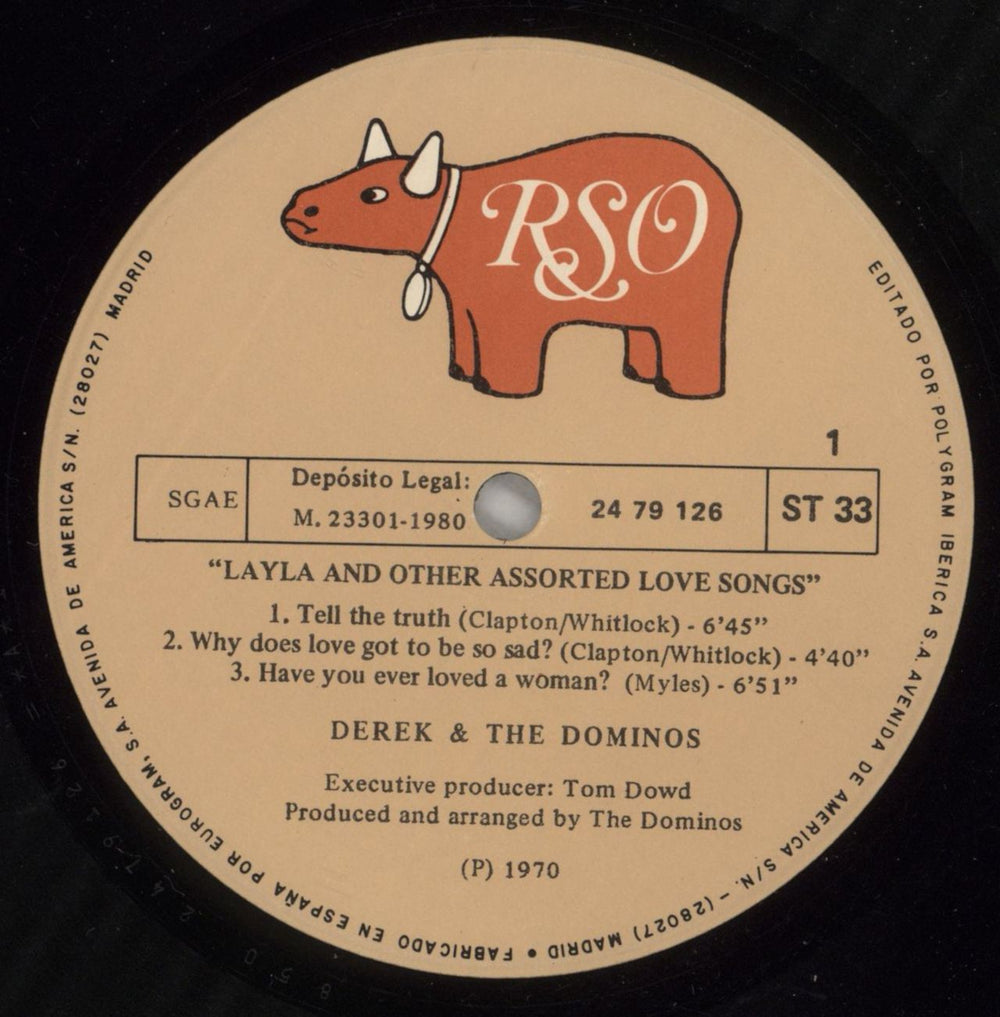 RSO
1
SGAE
Depósito Legal:
M. 23301-1980
24 79 126
ST 33
“LAYLA AND OTHER ASSORTED LOVE SONGS”
1. Tell the truth (Clapton/Whitlock) - 6’45”
2. Why does love got to be so sad? (Clapton/Whitlock) - 4’40”
3. Have you ever loved a woman? (Myles) - 6’51”
DEREK & THE DOMINOS
Executive producer: Tom Dowd
Produced and arranged by The Dominos
(P) 1970
EDITADO POR POLYGRAM IBERICA S.A. AVENIDA DE AMERICA S/N. - (28027) MADRID • FABRICADO EN ESPAÑA POR EUROGRAM, S.A. AVENIDA DE AMERICA S/N. (28027) MADRID